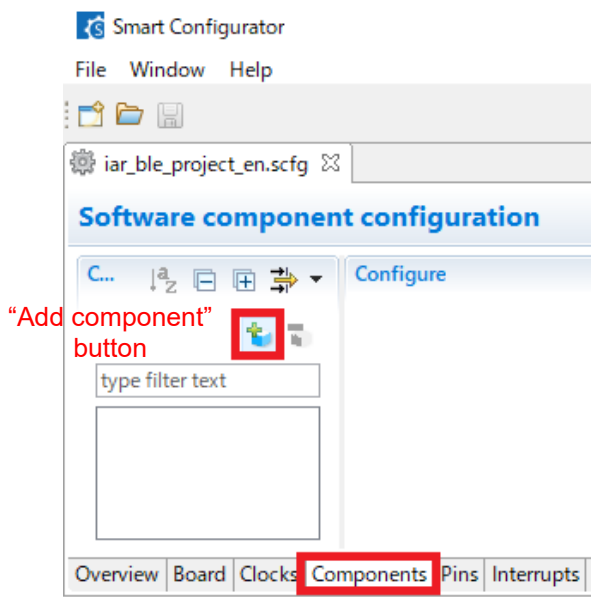 Smart Configurator
File Window Help
iar_ble_project_en.scfg
Software component configuration
C...
Configure
“Add component”
button
type filter text
Overview Board Clocks Components Pins Interrupts